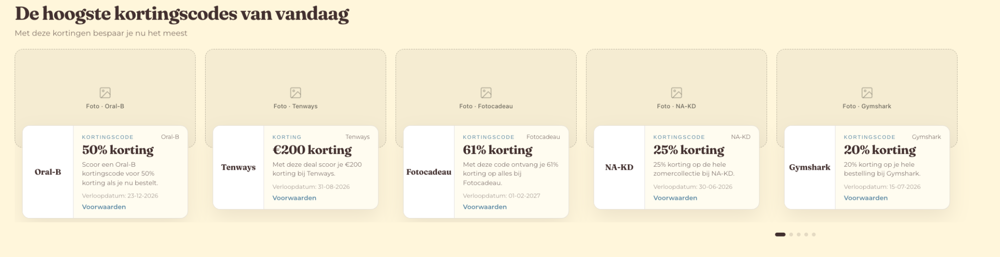 De hoogste kortingscodes van vandaag
Met deze kortingen bespaar je nu het meest
Foto · Oral-B
Oral-B
KORTINGSCODE
Oral-B
50% korting
Scoor een Oral-B
kortingscode voor 50%
korting als je nu bestelt.
Verloopdatum: 23-12-2026
Voorwaarden
Foto · Tenways
Tenways
KORTING
Tenways
€200 korting
Met deze deal scoor je €200
korting bij Tenways.
Verloopdatum: 31-08-2026
Voorwaarden
Foto · Fotocadeau
Fotocadeau
KORTINGSCODE
Fotocadeau
61% korting
Met deze code ontvang je 61%
korting op alles bij
Fotocadeau.
Verloopdatum: 01-02-2027
Voorwaarden
Foto · NA-KD
NA-KD
KORTINGSCODE
NA-KD
25% korting
25% korting op de hele
zomercollectie bij NA-KD.
Verloopdatum: 30-06-2026
Voorwaarden
Foto · Gymshark
Gymshark
KORTINGSCODE
Gymshark
20% korting
20% korting op je hele
bestelling bij Gymshark.
Verloopdatum: 15-07-2026
Voorwaarden